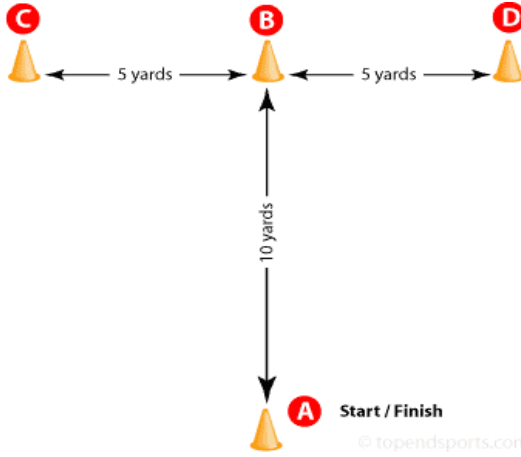 C
B
D
5 yards
5 yards
10 yards
A
Start / Finish
© topendsports.com